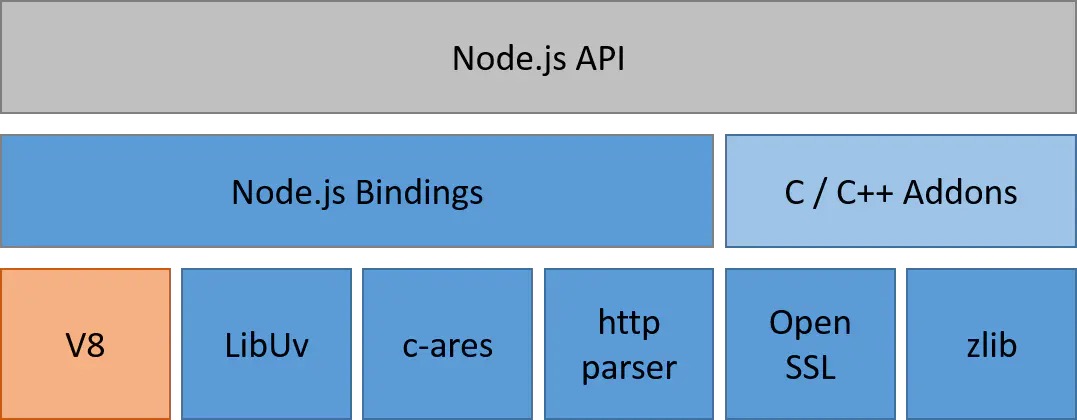 Node.js API
Node.js Bindings
C / C++ Addons
V8
LibUv
c-ares
http
parser
Open
SSL
zlib